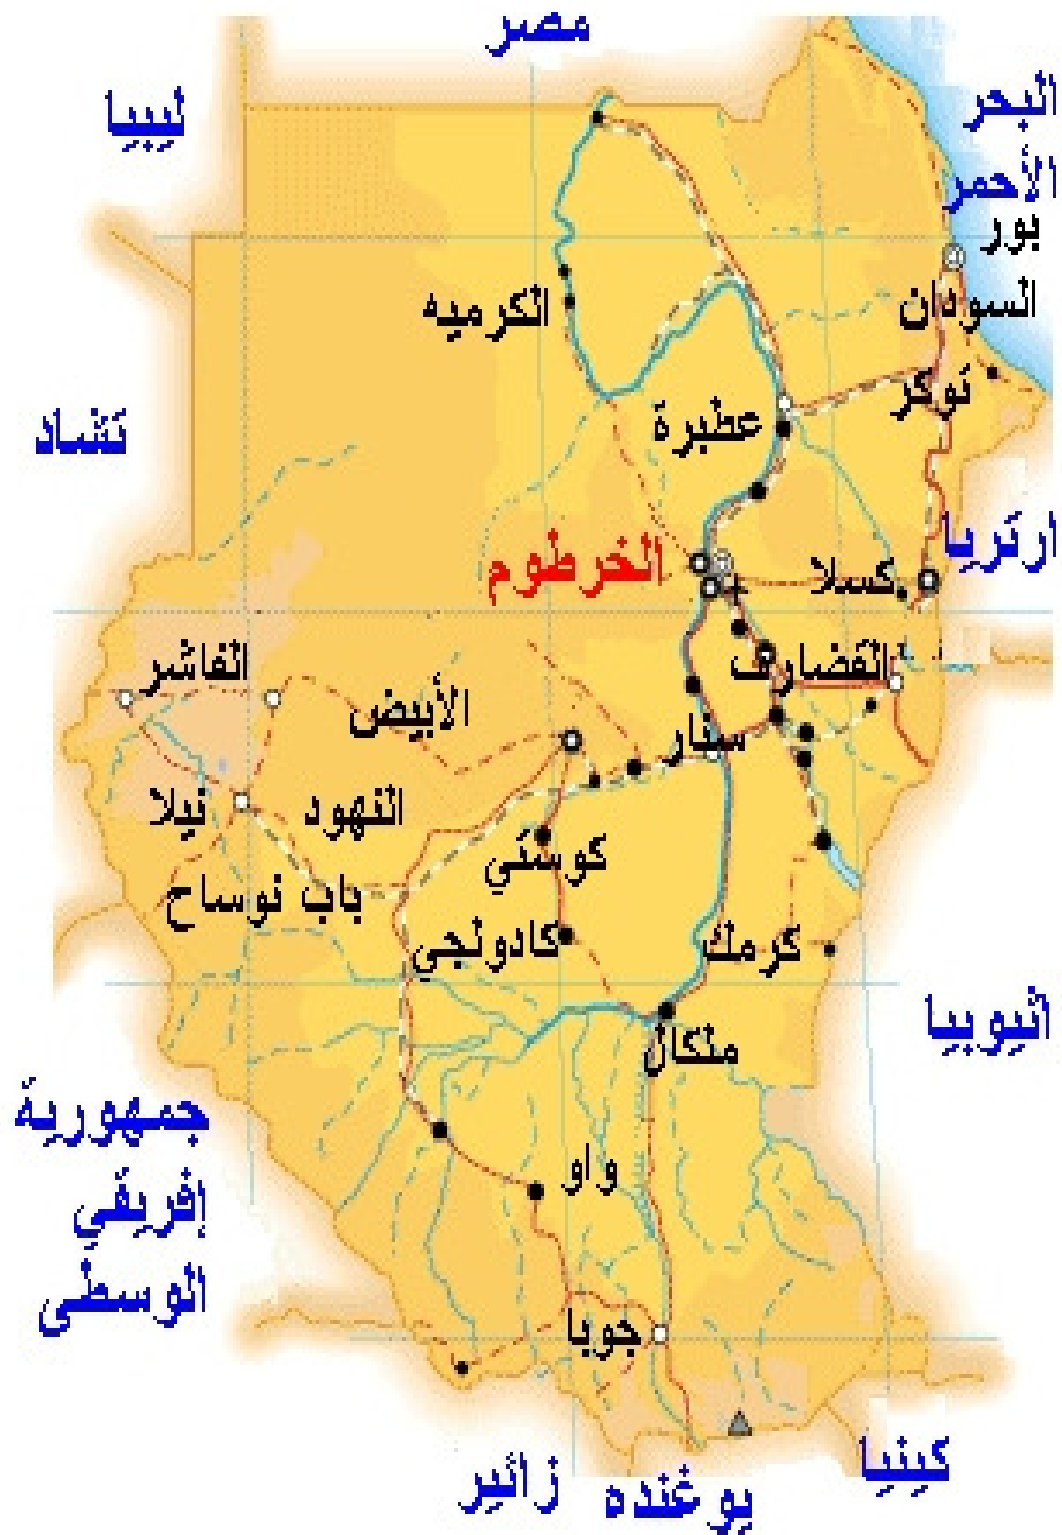 مصر
ليبيا
البحر
الأحمر
بور
السودان
الكرميه
توكر
عطبرة
تشاد
ارتريا
الخرطوم
كسلا
القضارف
الفاشر
الأبيض
سنار
نيلا
النهود
كوستي
باب نوساح
كادولجي
كرمك
اثيوبيا
ملكال
جمهورية
إفريقي
الوسطى
واو
جوبا
كينيا
زائير
يوغنده